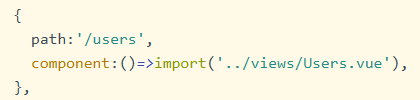 {
  path:'/users',
  component:()=>import('../views/Users.vue'),
},